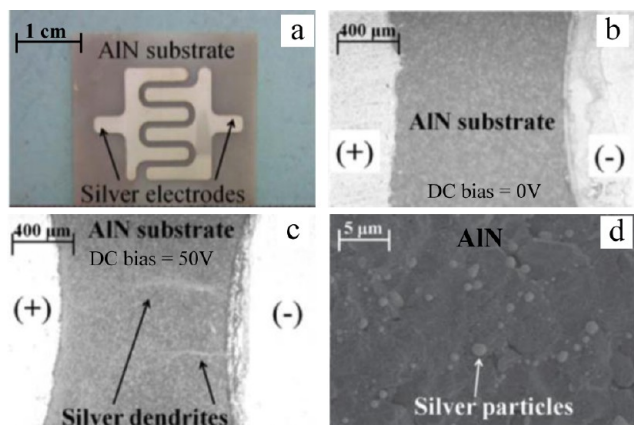 1 cm
a
AlN substrate
Silver electrodes
400 µm
b
AlN substrate
(+)
(-)
DC bias = 0V
AlN substrate
c
400 µm
DC bias = 50V
(+)
(-)
Silver dendrites
5 µm
AlN
d
Silver particles